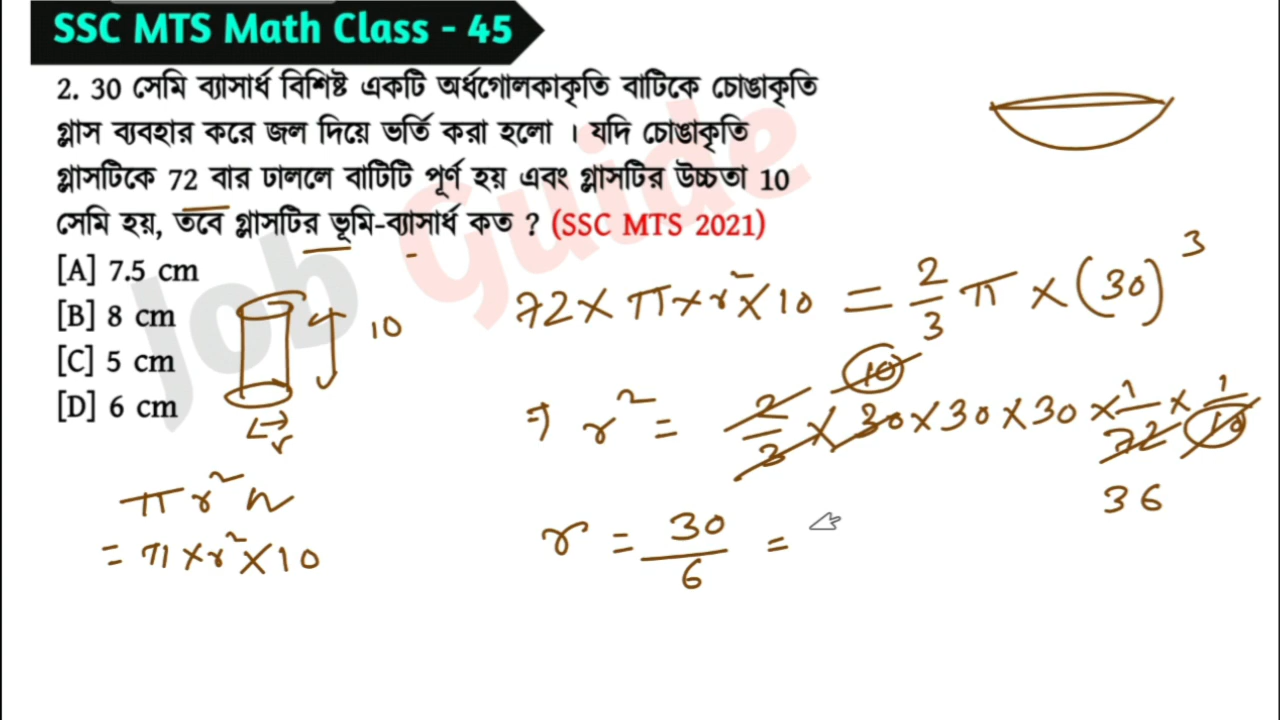 SSC MTS Math Class - 45
2. 30 সেমি ব্যাসার্ধ বিশিষ্ট একটি অর্ধগোলকাকৃতি বাটিকে চোঙাকৃতি
গ্লাস ব্যবহার করে জল দিয়ে ভর্তি করা হলো । যদি চোঙাকৃতি
গ্লাসটিকে 72 বার ঢাললে বাটিটি পূর্ণ হয় এবং গ্লাসটির উচ্চতা 10
সেমি হয়, তবে গ্লাসটির ভূমি-ব্যাসার্ধ কত ? (SSC MTS 2021)
[A] 7.5 cm
[B] 8 cm
[C] 5 cm
[D] 6 cm
Job Guide
10
r
πr²h
= π×r²×10
72×π×r²×10 = 2/3 π × (30)³
⇒ r² = 2/3 × 30×30×30 × 1/72 × 1/10
10
36
r = 30/6 =